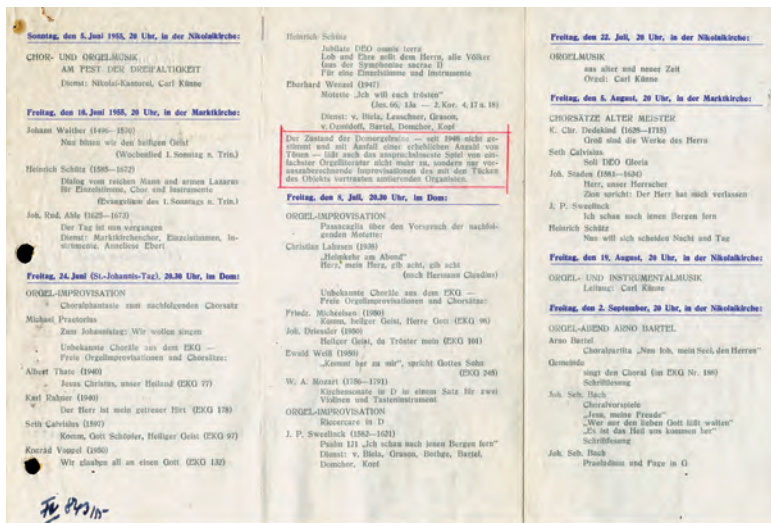 Sonntag, den 5. Juni 1955, 20 Uhr, in der Nikolaikirche:
CHOR- UND ORGELMUSIK
AM FEST DER DREIFALTIGKEIT
Dienst: Nikolai-Kantorei, Carl Künne
Freitag, den 10. Juni 1955, 20 Uhr, in der Marktkirche:
Johann Walther (1496—1570)
Nun bitten wir den heiligen Geist
(Wochenlied 1. Sonntag n. Trin.)
Heinrich Schütz (1585—1672)
Dialog vom reichen Mann und armen Lazarus
für Einzelstimme, Chor und Instrumente
(Evangelium des 1. Sonntags n. Trin.)
Joh. Rud. Ahle (1625—1673)
Der Tag ist nun vergangen
Dienst: Marktkirchenchor, Einzelstimmen, In-
strumente, Anneliese Ebert
Freitag, 24. Juni (St.-Johannis-Tag), 20.30 Uhr, im Dom:
ORGEL-IMPROVISATION
Choralphantasie zum nachfolgenden Chorsatz
Michael Praetorius
Zum Johannistag: Wir wollen singen
Unbekannte Choräle aus dem EKG —
Freie Orgelimprovisationen und Chorsätze:
Albert Thate (1940)
Jesus Christus, unser Heiland (EKG 77)
Karl Rahner (1940)
Der Herr ist mein getreuer Hirt (EKG 178)
Seth Calvisius (1597)
Komm, Gott Schöpfer, Heiliger Geist (EKG 97)
Konrad Voppel (1950)
Wir glauben all an einen Gott (EKG 132)
Heinrich Schütz
Jubilate DEO omnis terra
Lob und Ehre sollt dem Herrn, alle Völker
(aus der Symphoniae sacrae II)
Für eine Einzelstimme und Instrumente
Eberhard Wenzel (1947)
Motette „Ich will euch trösten"
(Jes. 66, 13a — 2. Kor. 4, 17 u. 18)
Dienst: v. Biela, Leuschner, Grason,
v. Bartel, Domchor, Kopf
Der Zustand der Domorgel — seit 1948 nicht ge-
stimmt und mit Ausfall einer erheblichen Anzahl von
Tönen — läßt auch das anspruchsloseste Spiel von ein-
fachster Orgelliteratur nicht mehr zu, sondern nur vor-
auszuberechnende Improvisationen des mit den Tücken
des Objekts vertrauten amtierenden Organisten.
Freitag, den 8. Juli, 20.30 Uhr, im Dom:
ORGEL-IMPROVISATION
Passacaglia über den Vorspruch der nachfol-
genden Motette:
Christian Lahusen (1936)
„Heimkehr am Abend"
Herz, mein Herz, gib acht, gib acht
(nach Hermann Claudius)
Unbekannte Choräle aus dem EKG —
Freie Orgelimprovisationen und Chorsätze:
Friedr. Micheelsen (1950)
Komm, heilger Geist, Herre Gott (EKG 98)
Joh. Driessler (1950)
Heilger Geist, du Tröster mein (EKG 101)
Ewald Weiß (1950)
„Kommt her zu mir", spricht Gottes Sohn
(EKG 245)
W. A. Mozart (1756—1791)
Kirchensonate in D in einem Satz für zwei
Violinen und Tasteninstrument
ORGEL-IMPROVISATION
Ricercare in D
J. P. Sweelinck (1562—1621)
Psalm 121 „Ich schau nach jenen Bergen fern"
Dienst: v. Biela, Grason, Bothge, Bartel,
Domchor, Kopf
Freitag, den 22. Juli, 20 Uhr, in der Nikolaikirche:
ORGELMUSIK
aus alter und neuer Zeit
Orgel: Carl Künne
Freitag, den 5. August, 20 Uhr, in der Nikolaikirche:
CHORSÄTZE ALTER MEISTER
K. Chr. Dedekind (1628—1715)
Groß sind die Werke des Herrn
Seth Calvisius
Soli DEO Gloria
Joh. Staden (1581—1634)
Herr, unser Herrscher
Zion spricht: Der Herr hat mich verlassen
J. P. Sweelinck
Ich schau nach jenen Bergen fern
Heinrich Schütz
Nun will sich scheiden Nacht und Tag
Freitag, den 19. August, 20 Uhr, in der Nikolaikirche:
ORGEL- UND INSTRUMENTALMUSIK
Leitung: Carl Künne
Freitag, den 2. September, 20 Uhr, in der Nikolaikirche:
ORGEL-ABEND ARNO BARTEL
Arno Bartel
Choralpartita „Nun lob, mein Seel, den Herren"
Gemeinde
singt den Choral (im EKG Nr. 188)
Schriftlesung
Joh. Seb. Bach
Choralvorspiele
„Jesu, meine Freude"
„Wer nur den lieben Gott läßt walten"
„Es ist das Heil uns kommen her"
Schriftlesung
Joh. Seb. Bach
Praeludium und Fuge in G